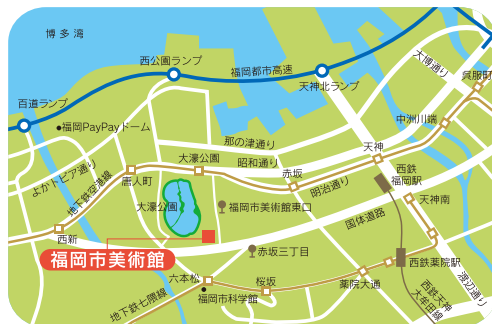 博多湾
西公園ランプ
福岡都市高速
天神北ランプ
大博通り
呉服町
百道ランプ
福岡PayPayドーム
那の津通り
中洲川端
天神
大濠公園
昭和通り
よかトピア通り
唐人町
地下鉄空港線
赤坂
明治通り
西鉄
福岡駅
大濠公園
福岡市美術館東口
国体道路
天神南
西新
赤坂三丁目
福岡市美術館
西鉄薬院駅
渡辺通り
六本松
桜坂
薬院大通
福岡市科学館
地下鉄七隈線
西鉄天神
大牟田線